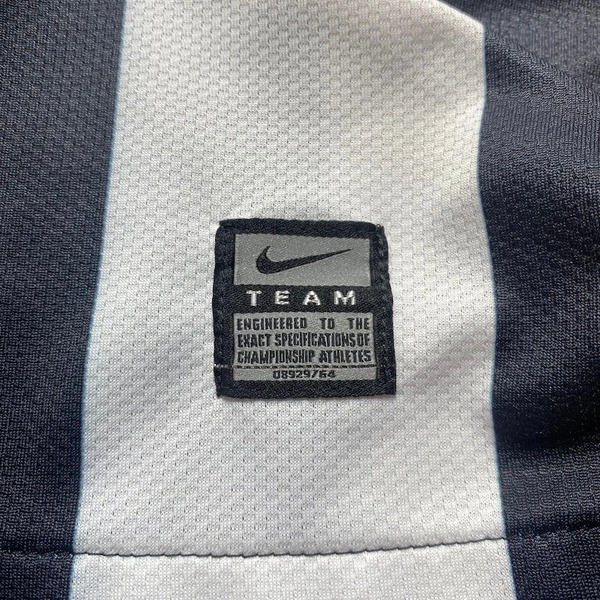 TEAM
ENGINEERED TO THE
EXACT SPECIFICATIONS OF
CHAMPIONSHIP ATHLETES
08929764